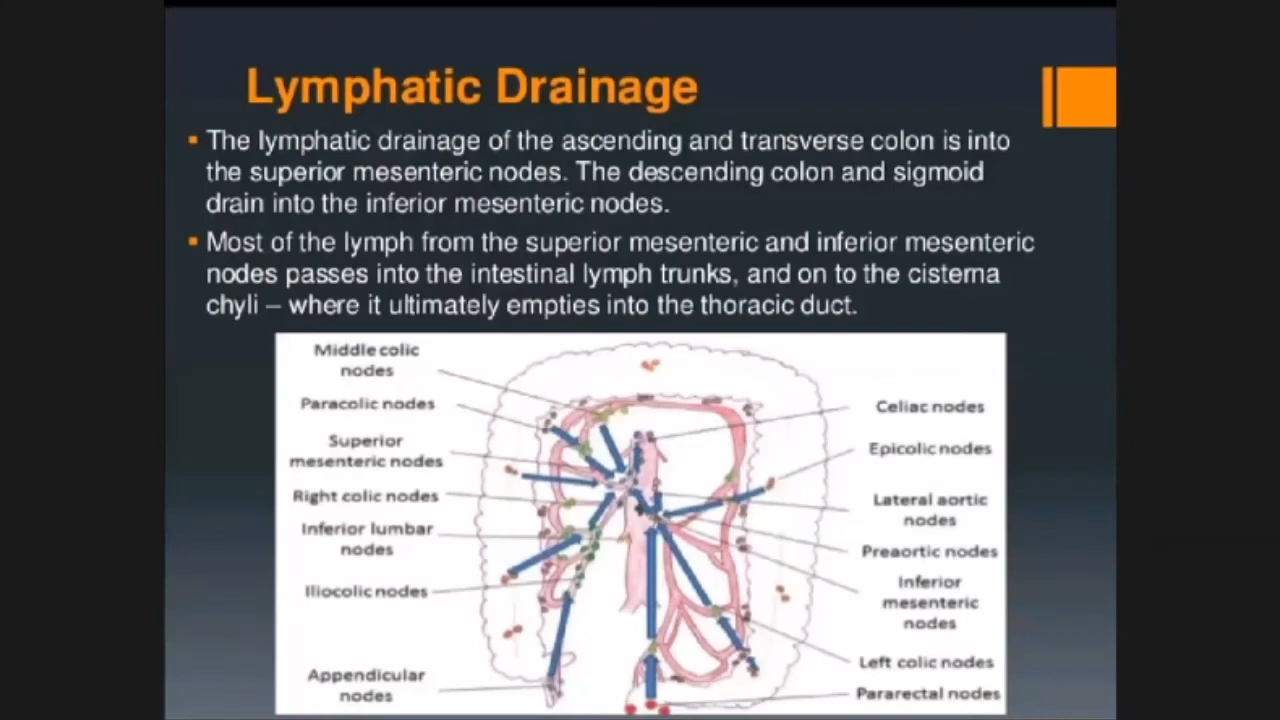 Lymphatic Drainage
▪ The lymphatic drainage of the ascending and transverse colon is into
the superior mesenteric nodes. The descending colon and sigmoid
drain into the inferior mesenteric nodes.
▪ Most of the lymph from the superior mesenteric and inferior mesenteric
nodes passes into the intestinal lymph trunks, and on to the cisterna
chyli – where it ultimately empties into the thoracic duct.
Middle colic
nodes
Paracolic nodes
Superior
mesenteric nodes
Right colic nodes
Inferior lumbar
nodes
Iliocolic nodes
Appendicular
nodes
Celiac nodes
Epicolic nodes
Lateral aortic
nodes
Preaortic nodes
Inferior
mesenteric
nodes
Left colic nodes
Pararectal nodes